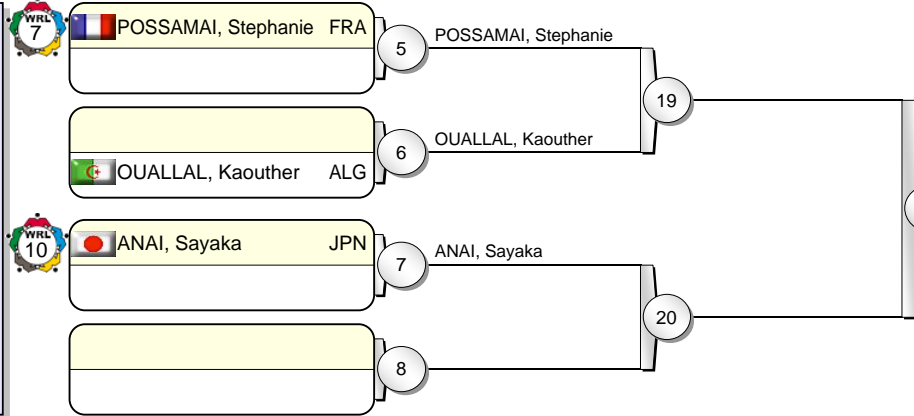 WRL
7
POSSAMAI, Stephanie FRA
5
POSSAMAI, Stephanie
19
6
OUALLAL, Kaouther
OUALLAL, Kaouther ALG
WRL
10
ANAI, Sayaka JPN
7
ANAI, Sayaka
20
8